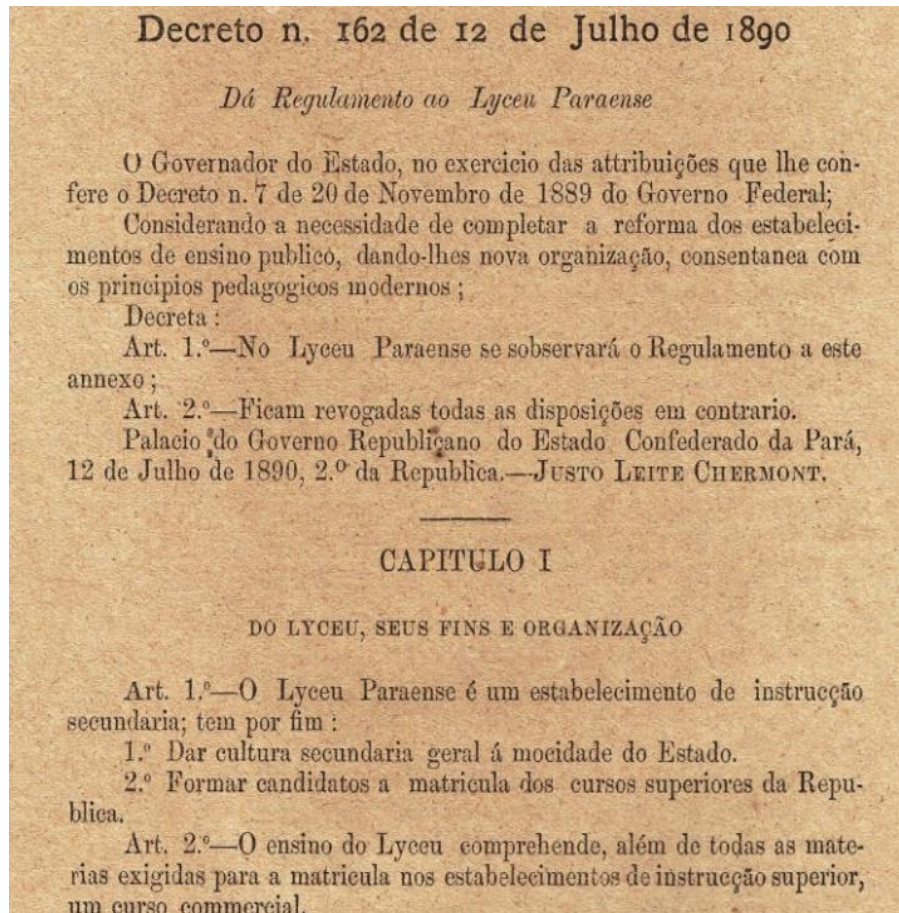 Decreto n. 162 de 12 de Julho de 1890
Dá Regulamento ao Lyceu Paraense
O Governador do Estado, no exercicio das attribuições que lhe con-
fere o Decreto n. 7 de 20 de Novembro de 1889 do Governo Federal;
Considerando a necessidade de completar a reforma dos estabeleci-
mentos de ensino publico, dando-lhes nova organização, consentanea com
os principios pedagogicos modernos ;
Decreta :
Art. 1.º—No Lyceu Paraense se sobservará o Regulamento a este
annexo ;
Art. 2.º—Ficam revogadas todas as disposições em contrario.
Palacio do Governo Republicano do Estado Confederado da Pará,
12 de Julho de 1890, 2.º da Republica.—JUSTO LEITE CHERMONT.
CAPITULO I
DO LYCEU, SEUS FINS E ORGANIZAÇÃO
Art. 1.º—O Lyceu Paraense é um estabelecimento de instrucção
secundaria; tem por fim :
1.º Dar cultura secundaria geral á mocidade do Estado.
2.º Formar candidatos a matricula dos cursos superiores da Repu-
blica.
Art. 2.º—O ensino do Lyceu comprehende, além de todas as mate-
rias exigidas para a matricula nos estabelecimentos de instrucção superior,
um curso commercial.